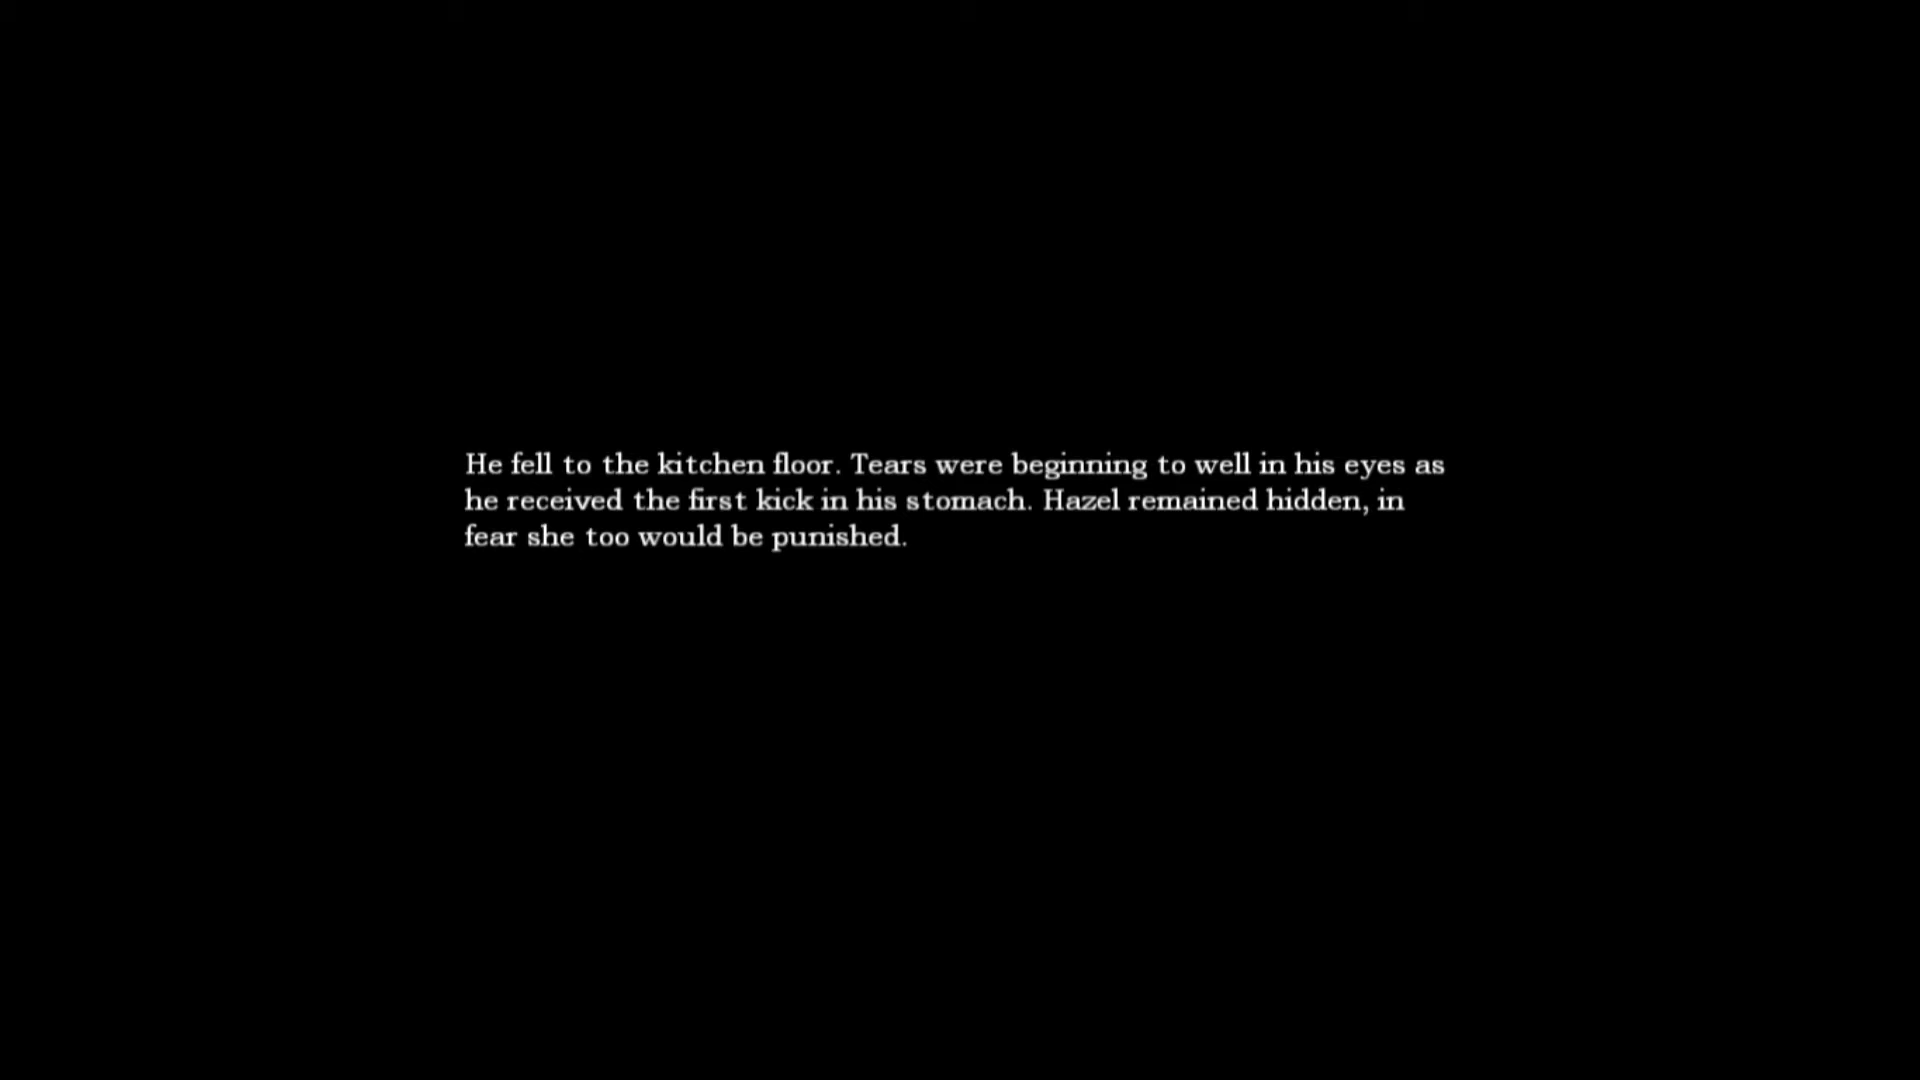 He fell to the kitchen floor. Tears were beginning to well in his eyes as
he received the first kick in his stomach. Hazel remained hidden, in
fear she too would be punished.